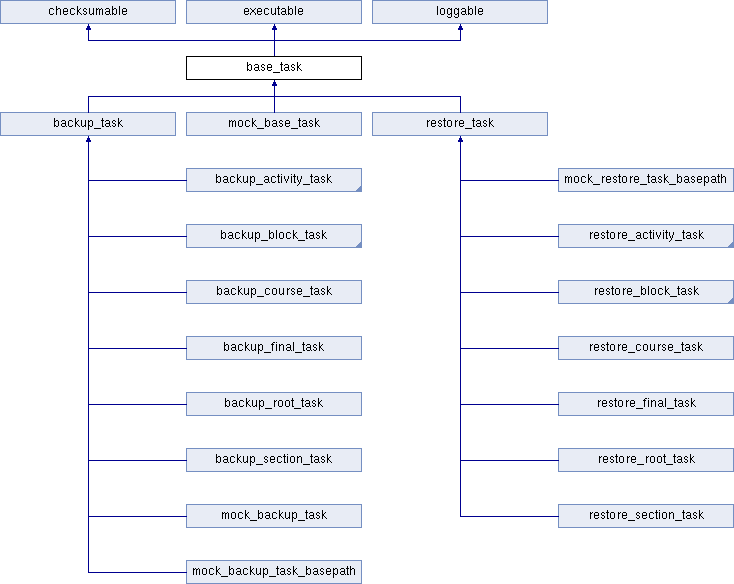 checksumable
executable
loggable
base_task
backup_task
mock_base_task
restore_task
backup_activity_task
mock_restore_task_basepath
backup_block_task
restore_activity_task
backup_course_task
restore_block_task
backup_final_task
restore_course_task
backup_root_task
restore_final_task
backup_section_task
restore_root_task
mock_backup_task
restore_section_task
mock_backup_task_basepath